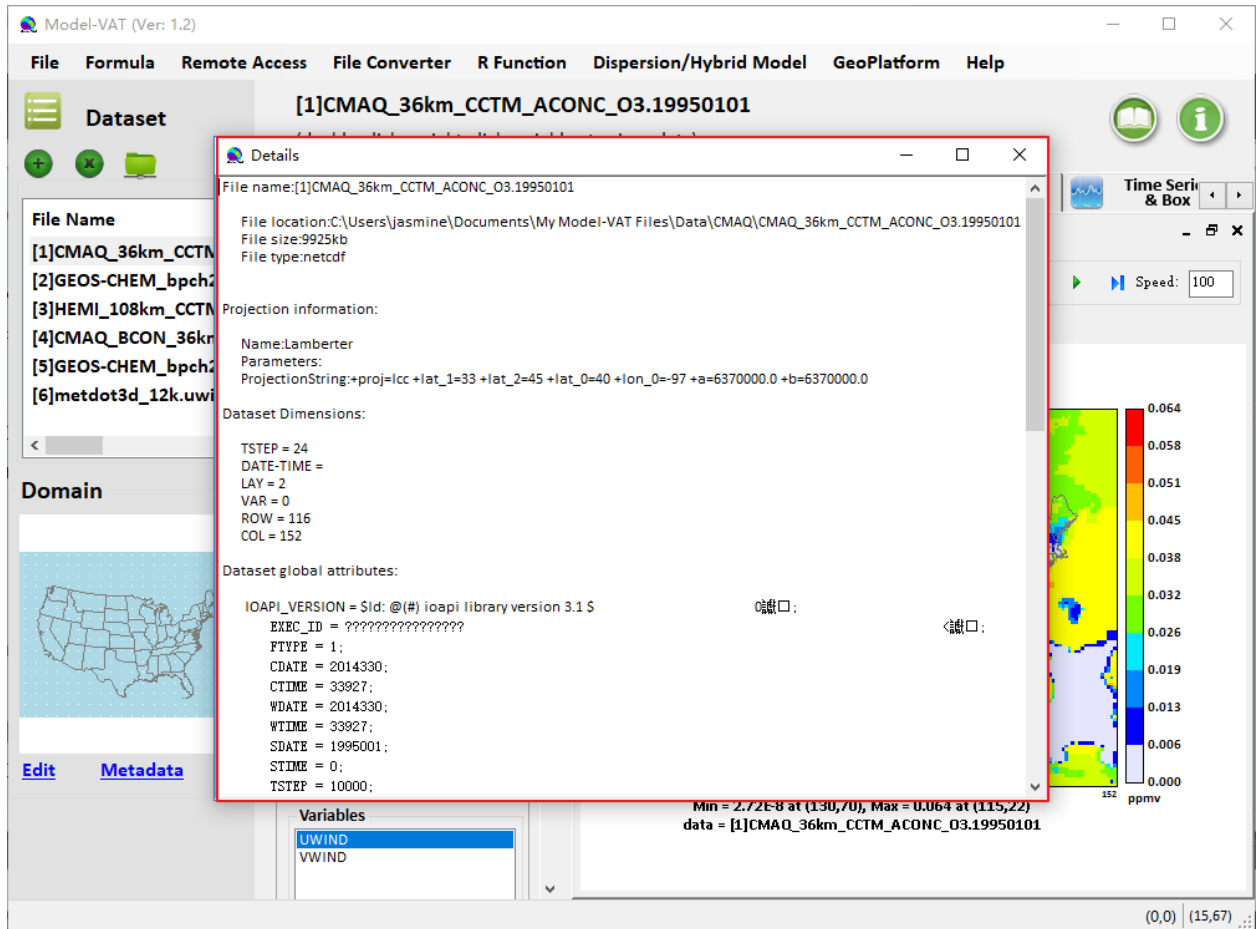 Model-VAT (Ver: 1.2)
File Formula Remote Access File Converter R Function Dispersion/Hybrid Model GeoPlatform Help
Dataset
[1]CMAQ_36km_CCTM_ACONC_O3.19950101
Time Seri
& Box
File Name
[1]CMAQ_36km_CCTM
[2]GEOS-CHEM_bpch2
[3]HEMI_108km_CCTM
[4]CMAQ_BCON_36km
[5]GEOS-CHEM_bpch2
[6]metdot3d_12k.uwi
Details
File name:[1]CMAQ_36km_CCTM_ACONC_O3.19950101
File location:C:\Users\jasmine\Documents\My Model-VAT Files\Data\CMAQ\CMAQ_36km_CCTM_ACONC_O3.19950101
File size:9925kb
File type:netcdf
Projection information:
Name:Lamberter
Parameters:
ProjectionString:+proj=lcc +lat_1=33 +lat_2=45 +lat_0=40 +lon_0=-97 +a=6370000.0 +b=6370000.0
Dataset Dimensions:
TSTEP = 24
DATE-TIME =
LAY = 2
VAR = 0
ROW = 116
COL = 152
Dataset global attributes:
IOAPI_VERSION = $Id: @(#) ioapi library version 3.1 $
EXEC_ID = ????????????????
FTYPE = 1;
CDATE = 2014330;
CTIME = 33927;
WDATE = 2014330;
WTIME = 33927;
SDATE = 1995001;
STIME = 0;
TSTEP = 10000;
Speed: 100
0.064
0.058
0.051
0.045
0.038
0.032
0.026
0.019
0.013
0.006
0.000
152
ppmv
Min = 2.72E-8 at (130,70), Max = 0.064 at (115,22)
data = [1]CMAQ_36km_CCTM_ACONC_O3.19950101
Domain
Edit Metadata
Variables
UWIND
VWIND
(0,0) (15,67)